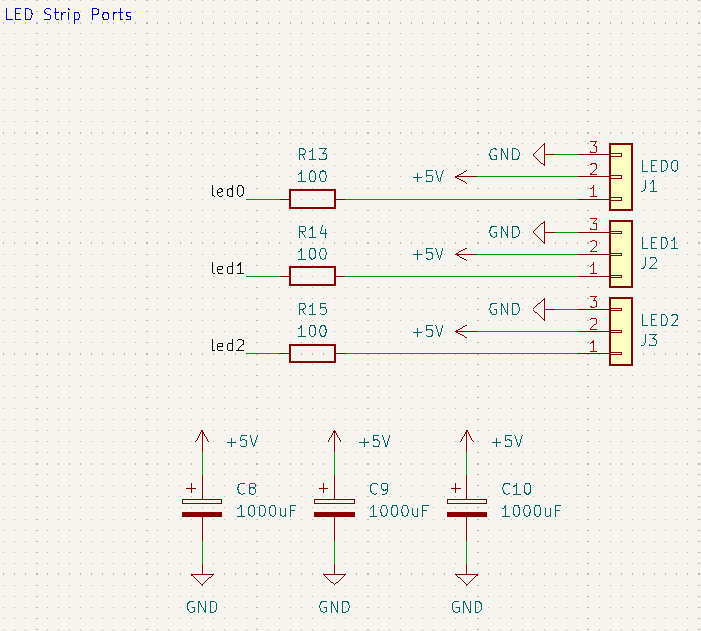 LED Strip Ports
R13
100
led0
GND
+5V
3
2
1
LED0
J1
R14
100
led1
GND
+5V
3
2
1
LED1
J2
R15
100
led2
GND
+5V
3
2
1
LED2
J3
+5V
+
C8
1000uF
GND
+5V
+
C9
1000uF
GND
+5V
+
C10
1000uF
GND